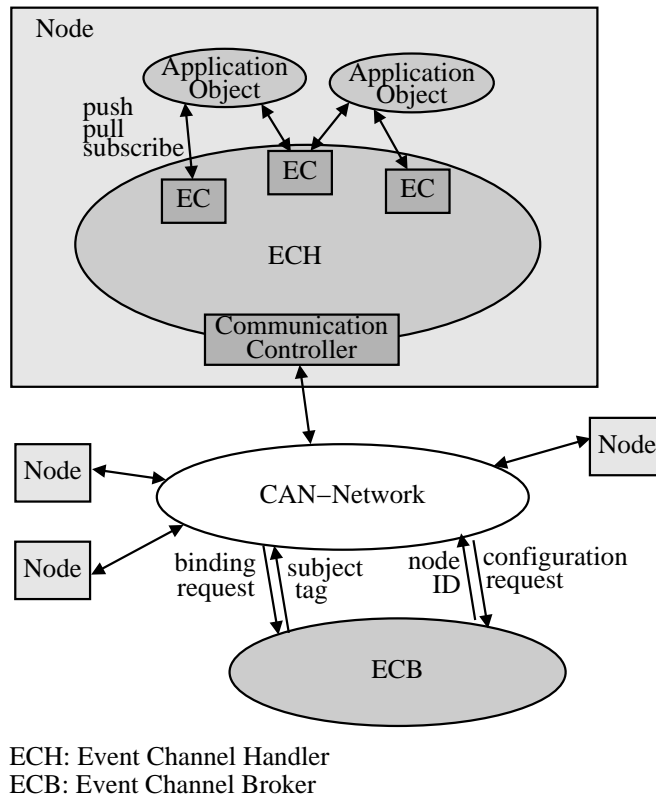 Node
Application
Object
Application
Object
push
pull
subscribe
EC
EC
EC
ECH
Communication
Controller
Node
Node
CAN–Network
Node
binding
request
subject
tag
node
ID
configuration
request
ECB
ECH: Event Channel Handler
ECB: Event Channel Broker